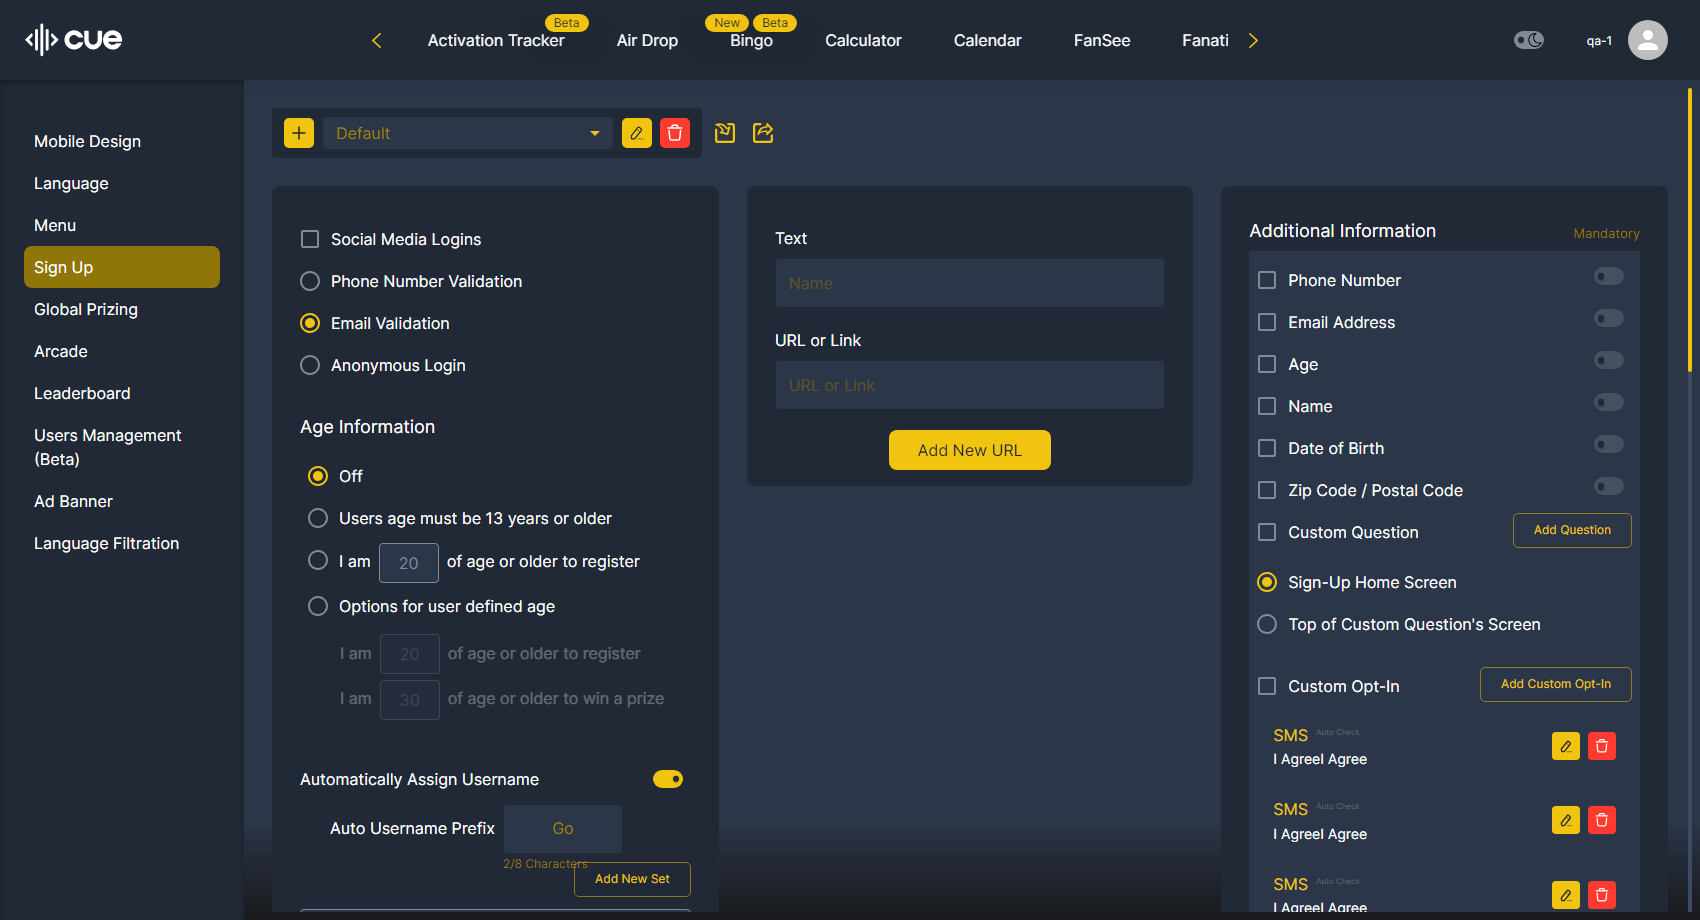 cue
Activation Tracker
Beta
Air Drop
New
Beta
Bingo
Calculator
Calendar
FanSee
Fanati
qa-1
Mobile Design
Language
Menu
Sign Up
Global Prizing
Arcade
Leaderboard
Users Management
(Beta)
Ad Banner
Language Filtration
Default
Social Media Logins
Phone Number Validation
Email Validation
Anonymous Login
Age Information
Off
Users age must be 13 years or older
I am 20 of age or older to register
Options for user defined age
I am 20 of age or older to register
I am 30 of age or older to win a prize
Automatically Assign Username
Auto Username Prefix Go
2/8 Characters
Add New Set
Text
Name
URL or Link
URL or Link
Add New URL
Additional Information Mandatory
Phone Number
Email Address
Age
Name
Date of Birth
Zip Code / Postal Code
Custom Question Add Question
Sign-Up Home Screen
Top of Custom Question's Screen
Custom Opt-In Add Custom Opt-In
SMS Auto Check
I AgreeI Agree
SMS Auto Check
I AgreeI Agree
SMS Auto Check
I AgreeI Agree